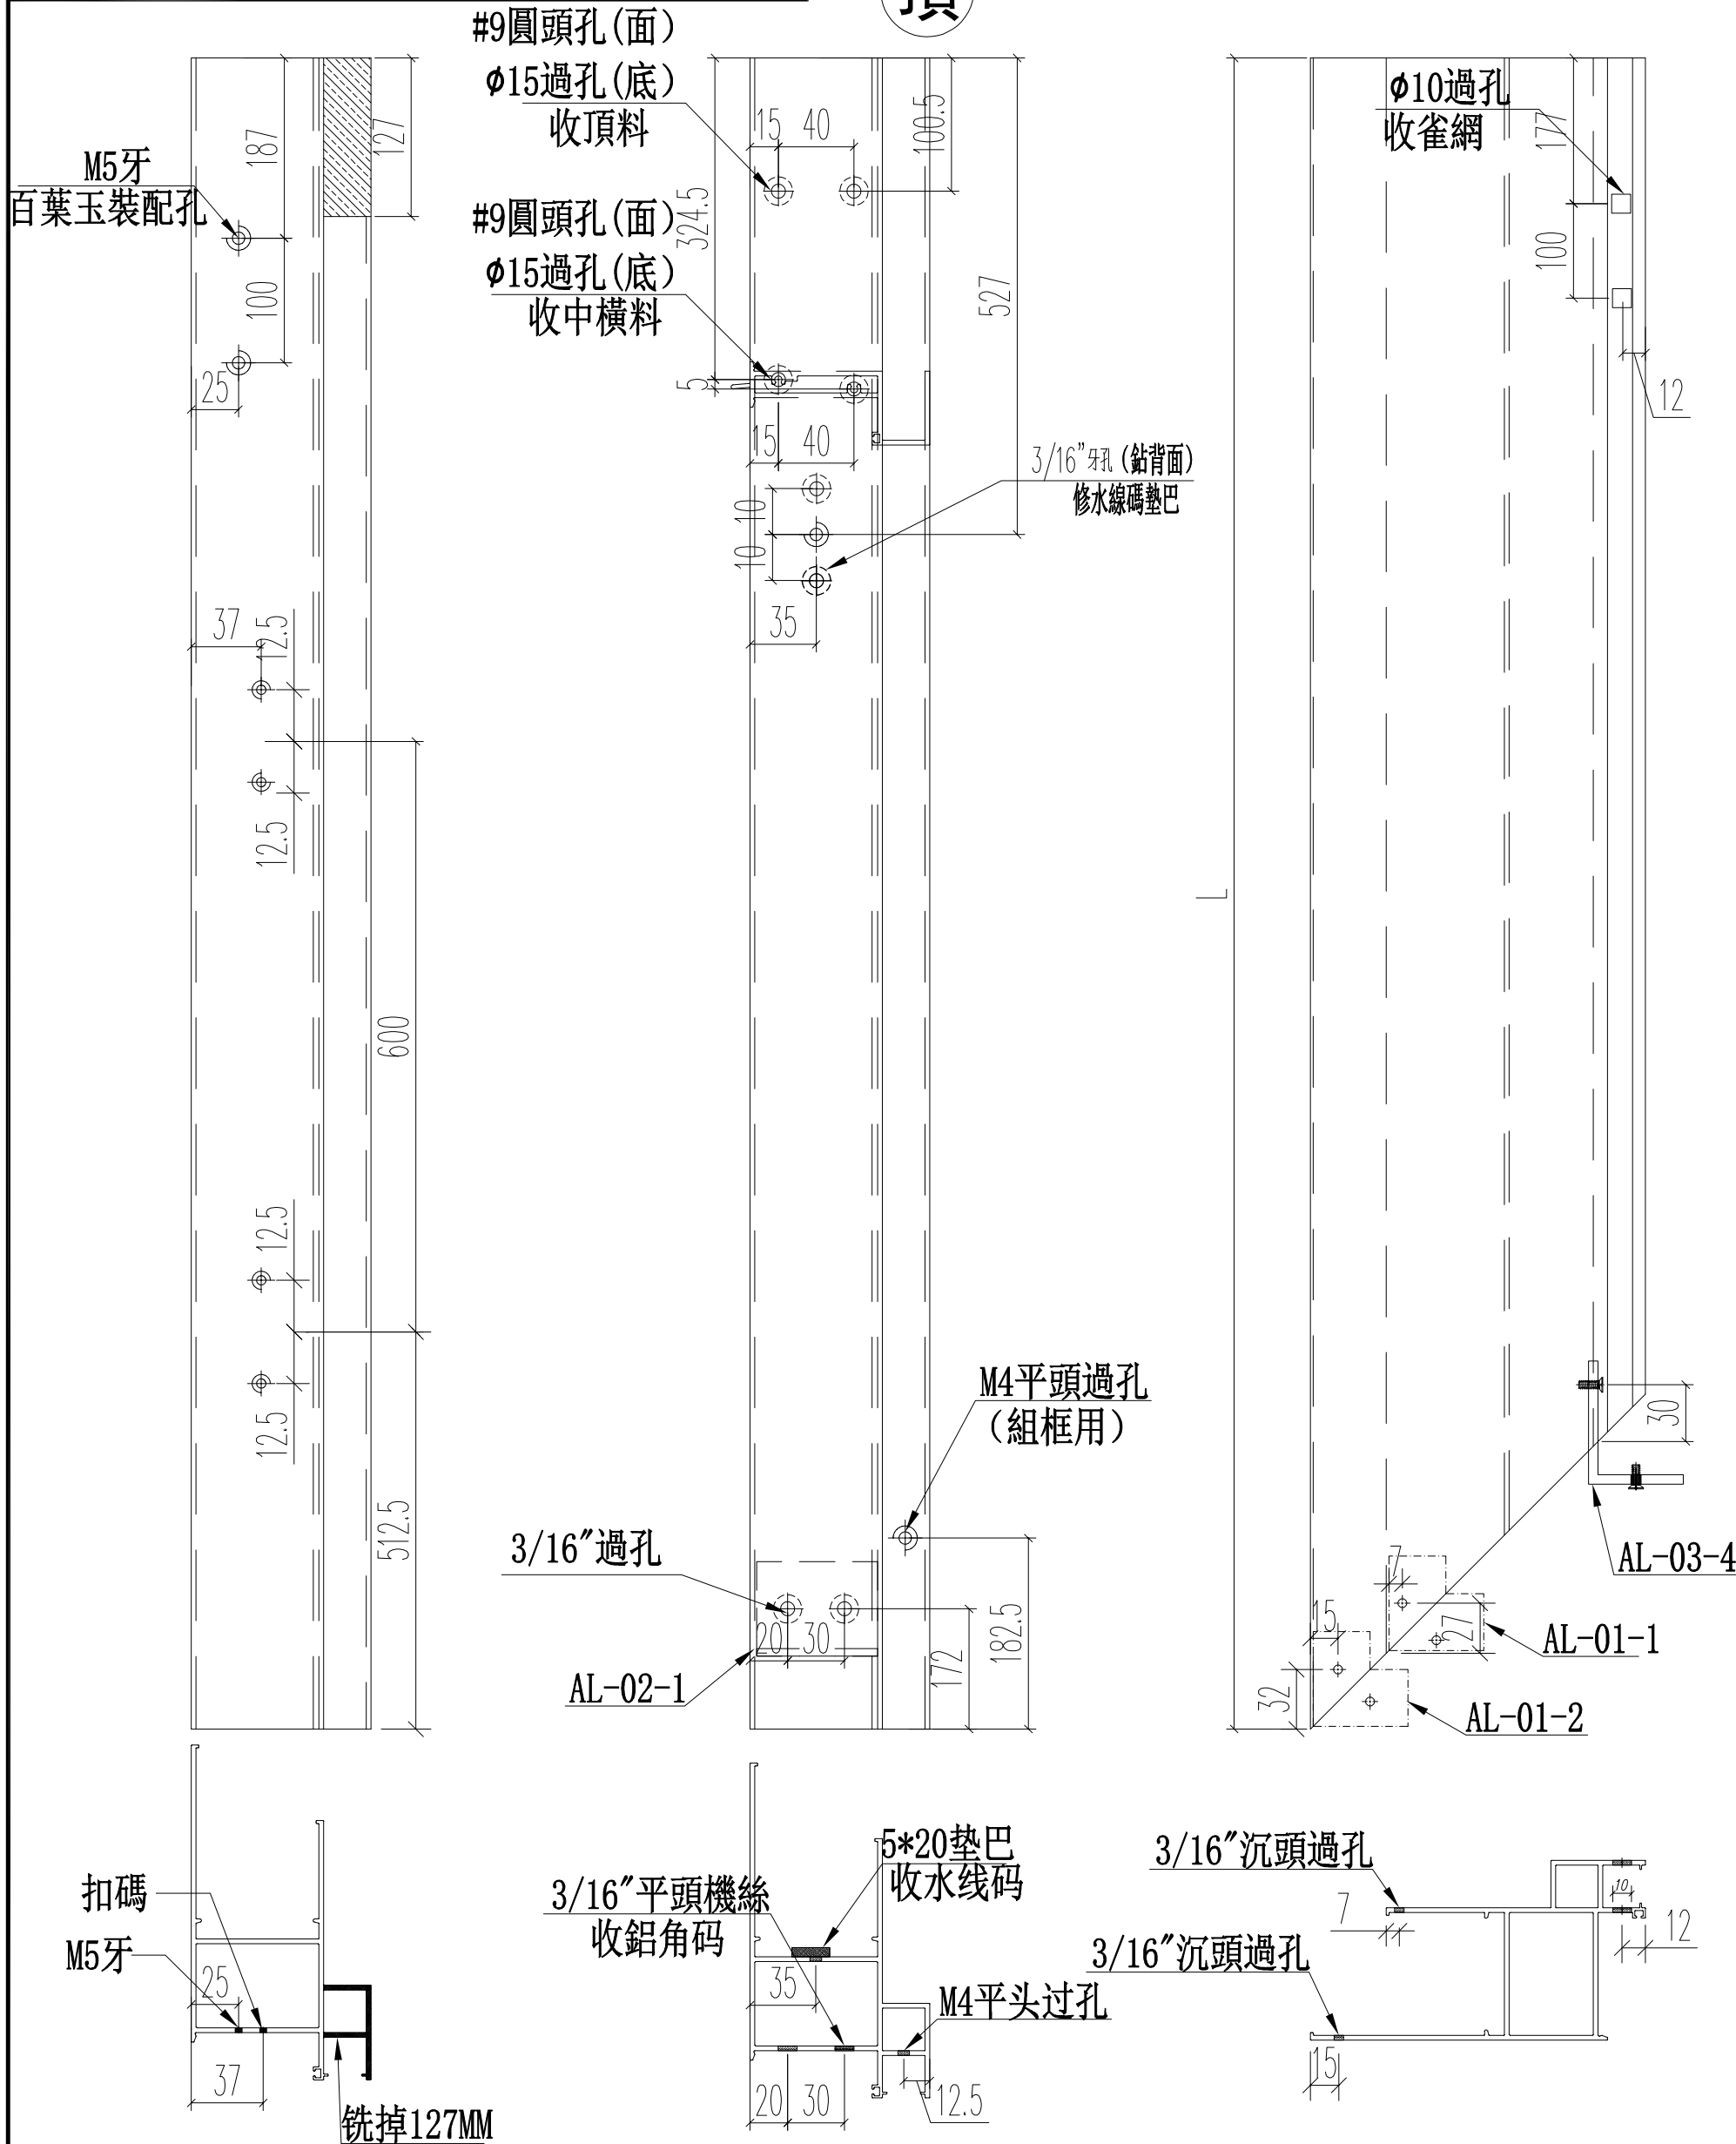 頂
#9圓頭孔(面)
ϕ15過孔(底)
收頂料
#9圓頭孔(面)
ϕ15過孔(底)
收中橫料
M5牙
百葉玉裝配孔
187
127
100
25
37
12.5
12.5
600
12.5
12.5
512.5
15
40
100.5
324.5
527
5
15
40
10
10
35
3/16"牙孔(鉆背面)
修水線碼墊巴
ϕ10過孔
收雀網
177
100
12
L
M4平頭過孔
(組框用)
3/16"過孔
20
30
AL-02-1
172
182.5
30
AL-03-4
7
15
27
AL-01-1
32
AL-01-2
扣碼
M5牙
25
37
铣掉127MM
5*20垫巴
收水线码
3/16"平頭機絲
收鋁角码
35
M4平头过孔
20
30
12.5
3/16"沉頭過孔
7
10
12
3/16"沉頭過孔
15